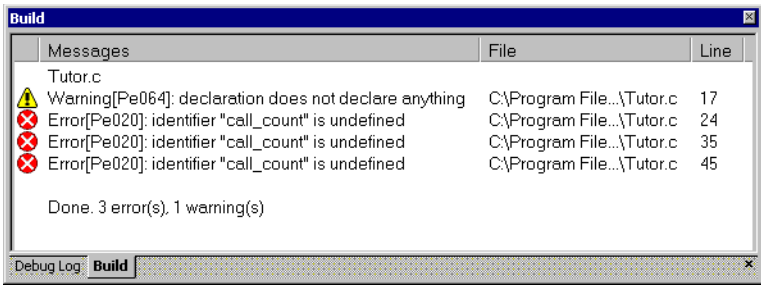 Build
Messages File Line
Tutor.c
Warning[Pe064]: declaration does not declare anything C:\Program File...\Tutor.c 17
Error[Pe020]: identifier "call_count" is undefined C:\Program File...\Tutor.c 24
Error[Pe020]: identifier "call_count" is undefined C:\Program File...\Tutor.c 35
Error[Pe020]: identifier "call_count" is undefined C:\Program File...\Tutor.c 45
Done. 3 error(s), 1 warning(s)
Debug Log Build